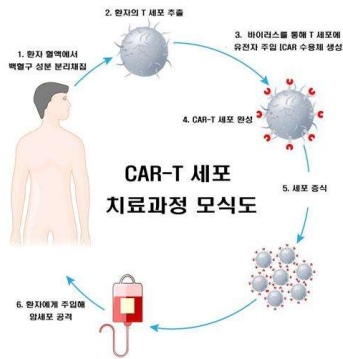 2. 환자의 T 세포 추출
1. 환자 혈액에서
백혈구 성분 분리채집
3. 바이러스를 통해 T 세포에
유전자 주입 [CAR 수용체 생성
4. CAR-T 세포 완성
CAR-T 세포
치료과정 모식도
5. 세포 증식
6. 환자에게 주입해
암세포 공격